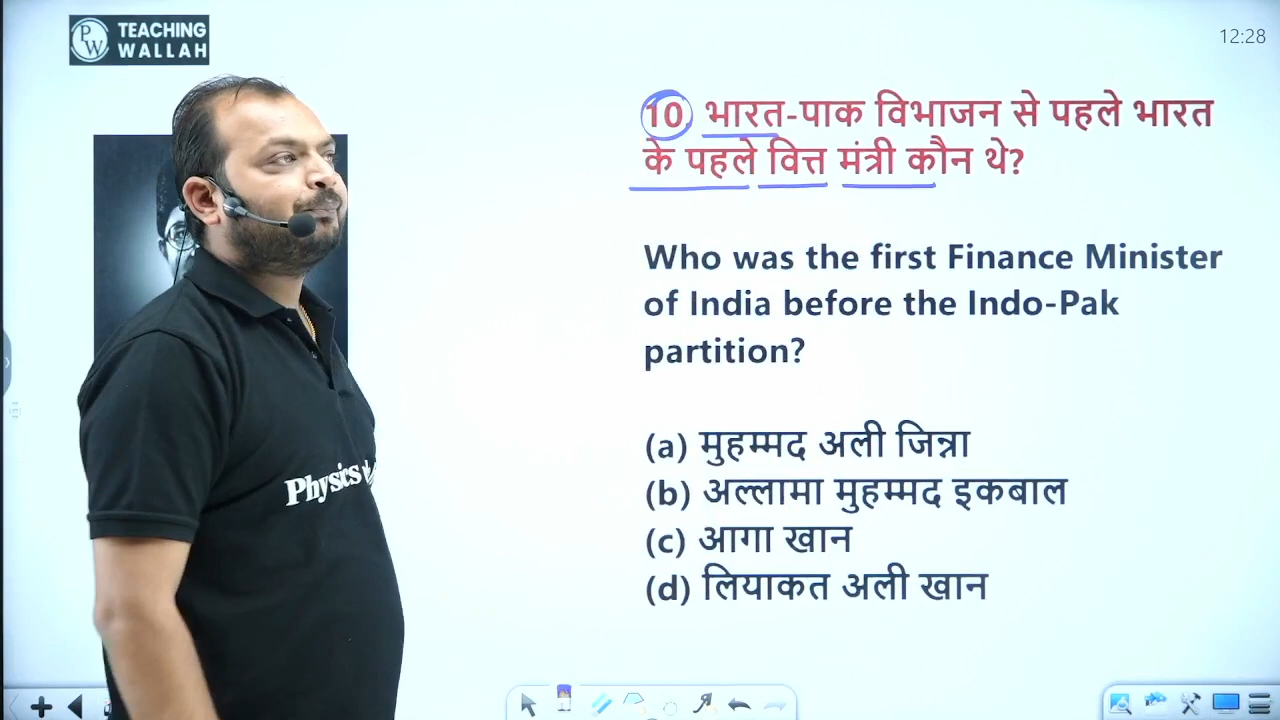 TEACHING
WALLAH
PW
12:28
10 भारत-पाक विभाजन से पहले भारत
के पहले वित्त मंत्री कौन थे?
Who was the first Finance Minister
of India before the Indo-Pak
partition?
(a) मुहम्मद अली जिन्ना
(b) अल्लामा मुहम्मद इकबाल
(c) आगा खान
(d) लियाकत अली खान
Physics